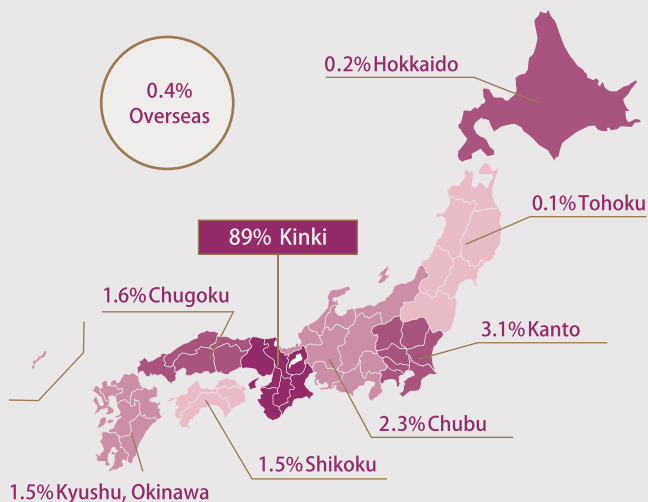 0.2%Hokkaido
0.4%
Overseas
0.1%Tohoku
89% Kinki
1.6%Chugoku
3.1%Kanto
2.3%Chubu
1.5%Shikoku
1.5%Kyushu, Okinawa